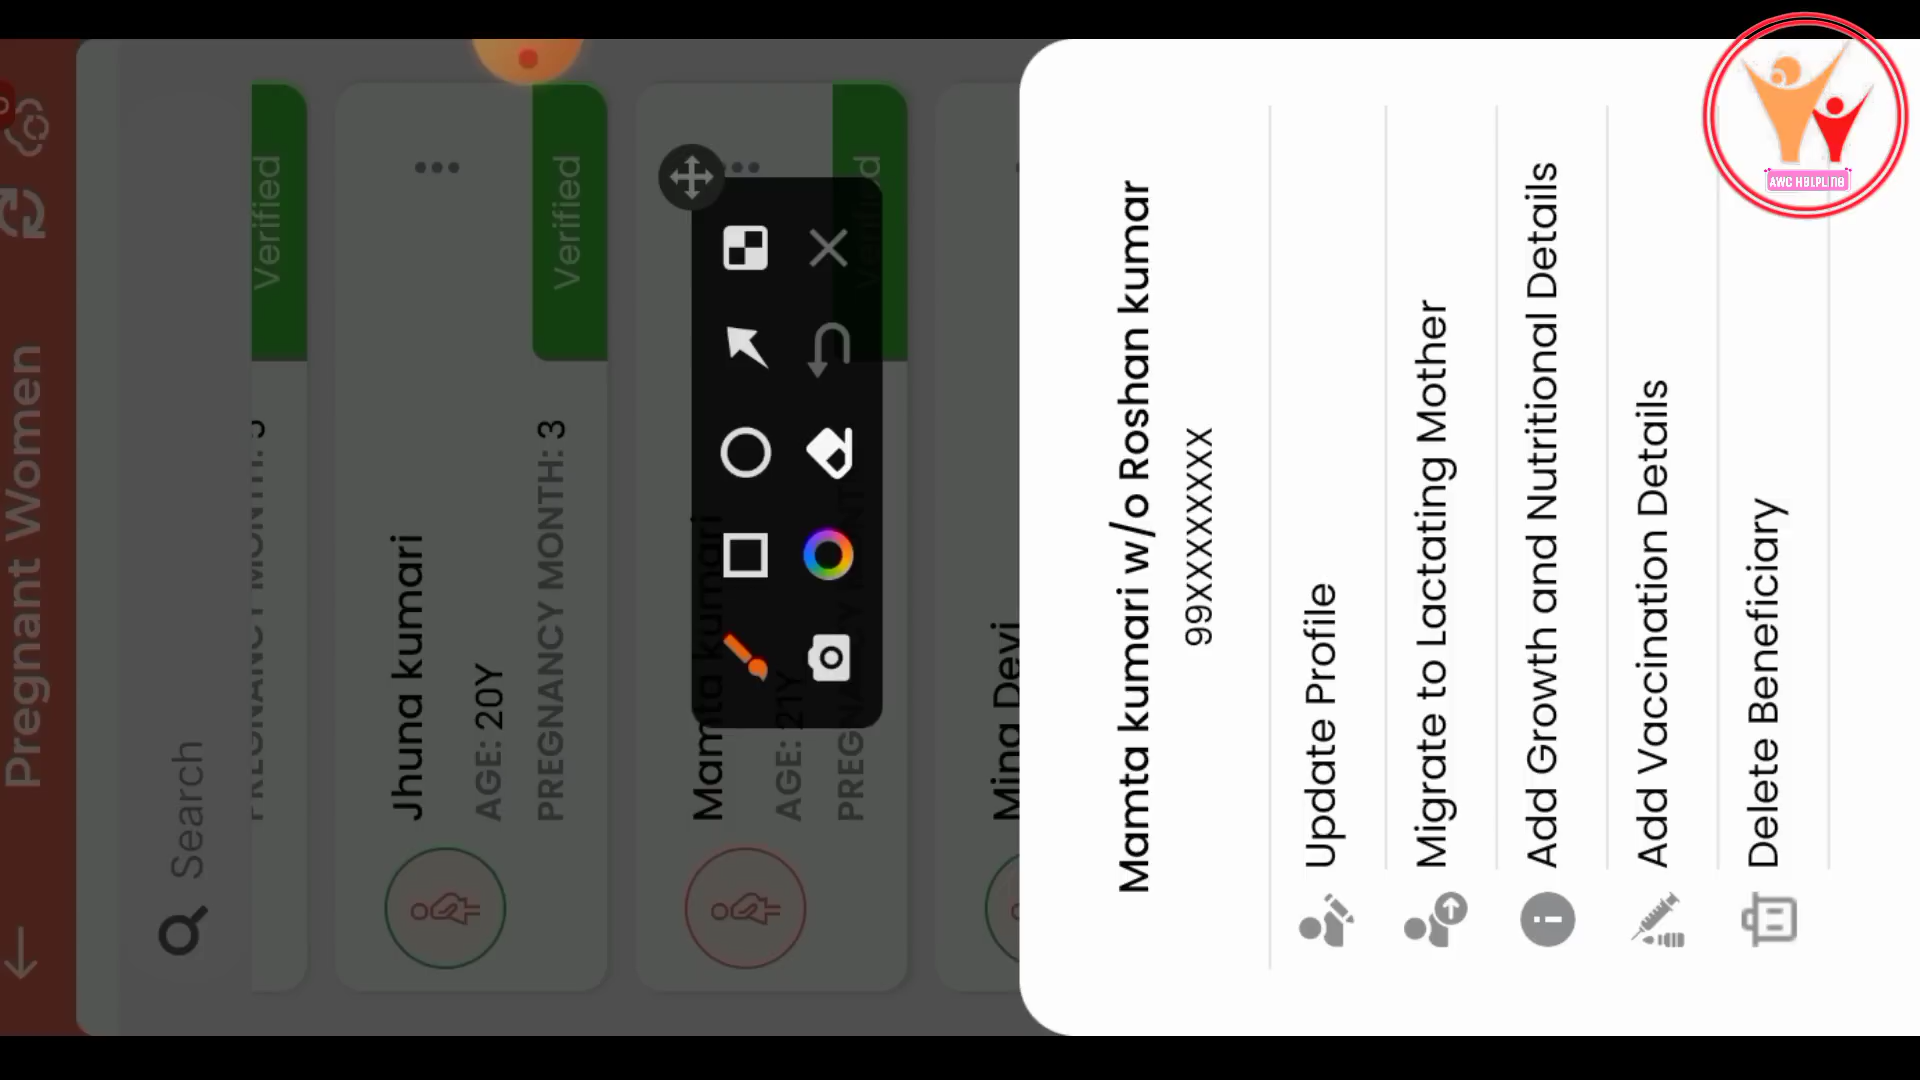 Pregnant Women
Search
Verified
Jhuna kumari
AGE: 20Y
PREGNANCY MONTH: 3
Verified
Mamta kumari
AGE: 21Y
Mina Devi
Mamta kumari w/o Roshan kumar
99XXXXXXXX
Update Profile
Migrate to Lactating Mother
Add Growth and Nutritional Details
Add Vaccination Details
Delete Beneficiary
AWC HELPLINE